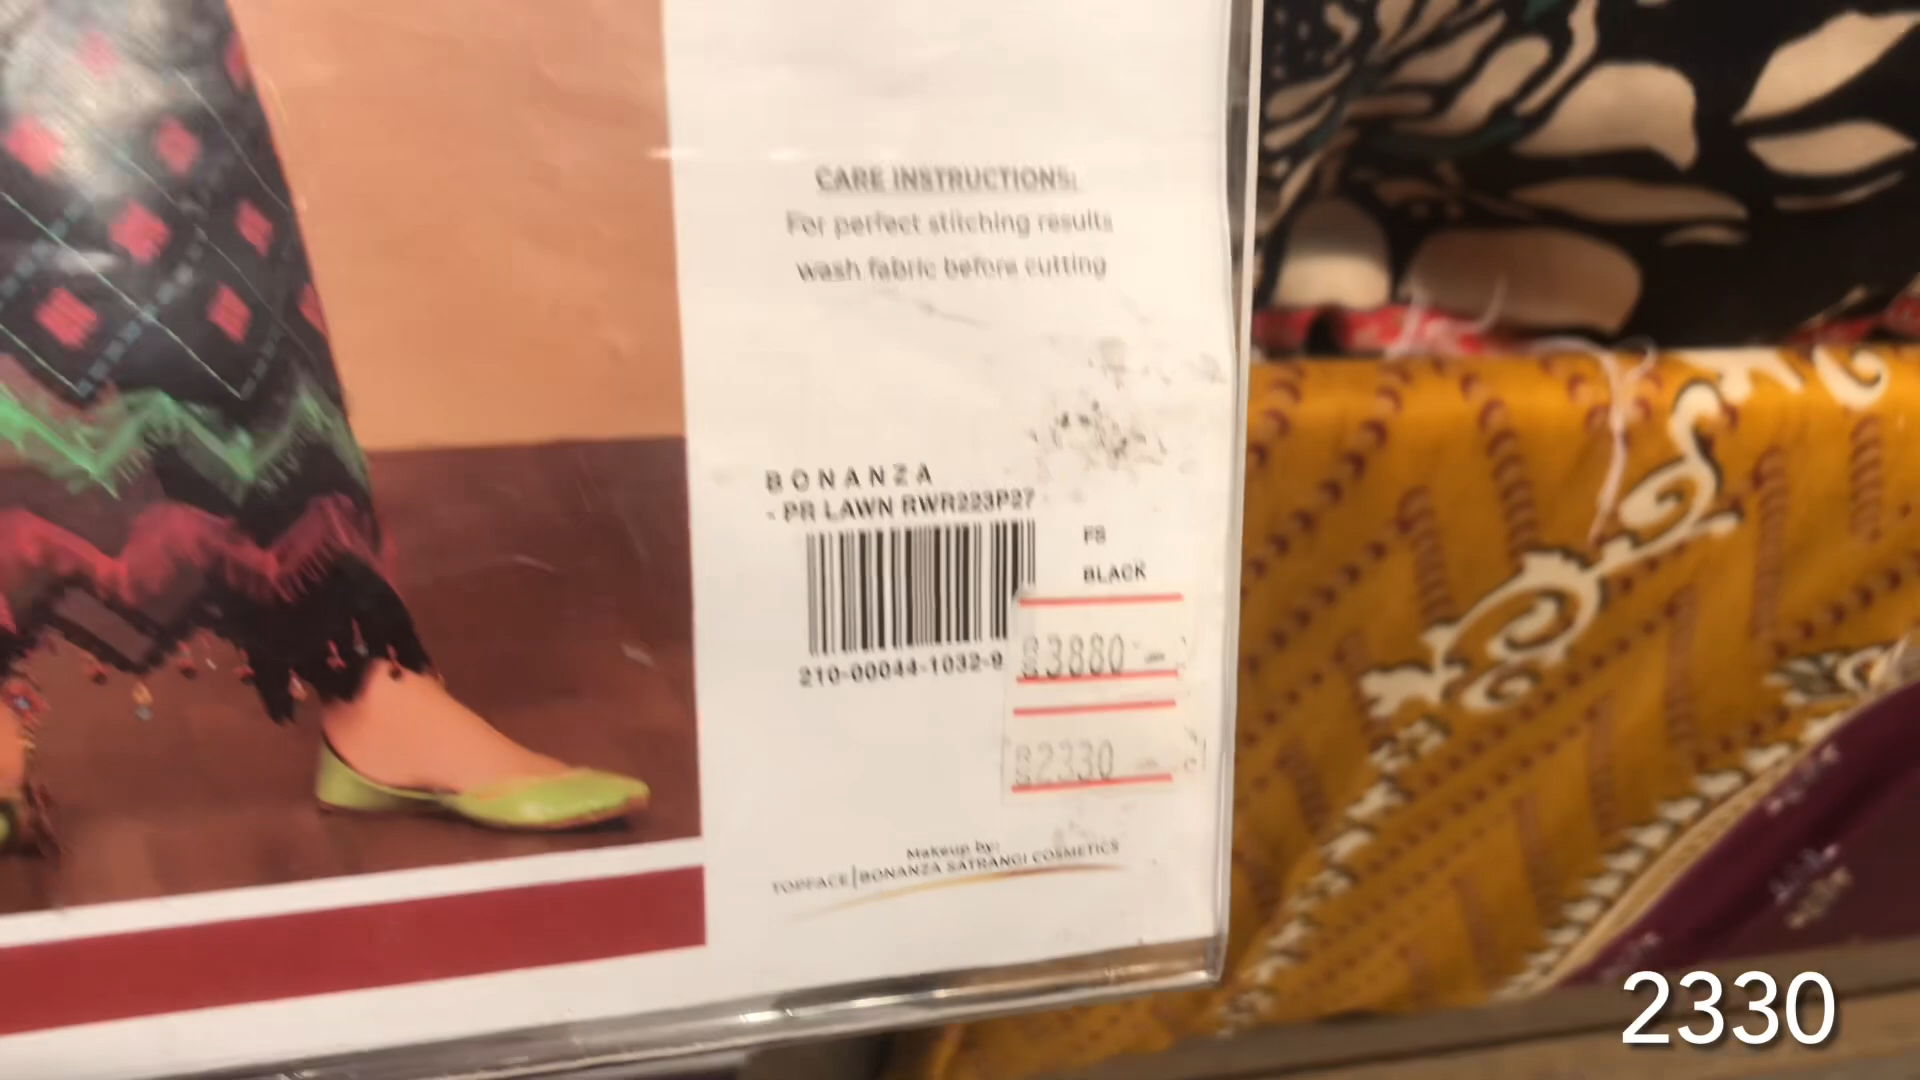 CARE INSTRUCTIONS:
For perfect stitching results
wash fabric before cutting
BONANZA
- PR LAWN RWR223P27
FS
BLACK
210-00044-1032-9
3880 -
2330 -
Makeup by:
TOPFACE|BONANZA SATRANGI COSMETICS
2330